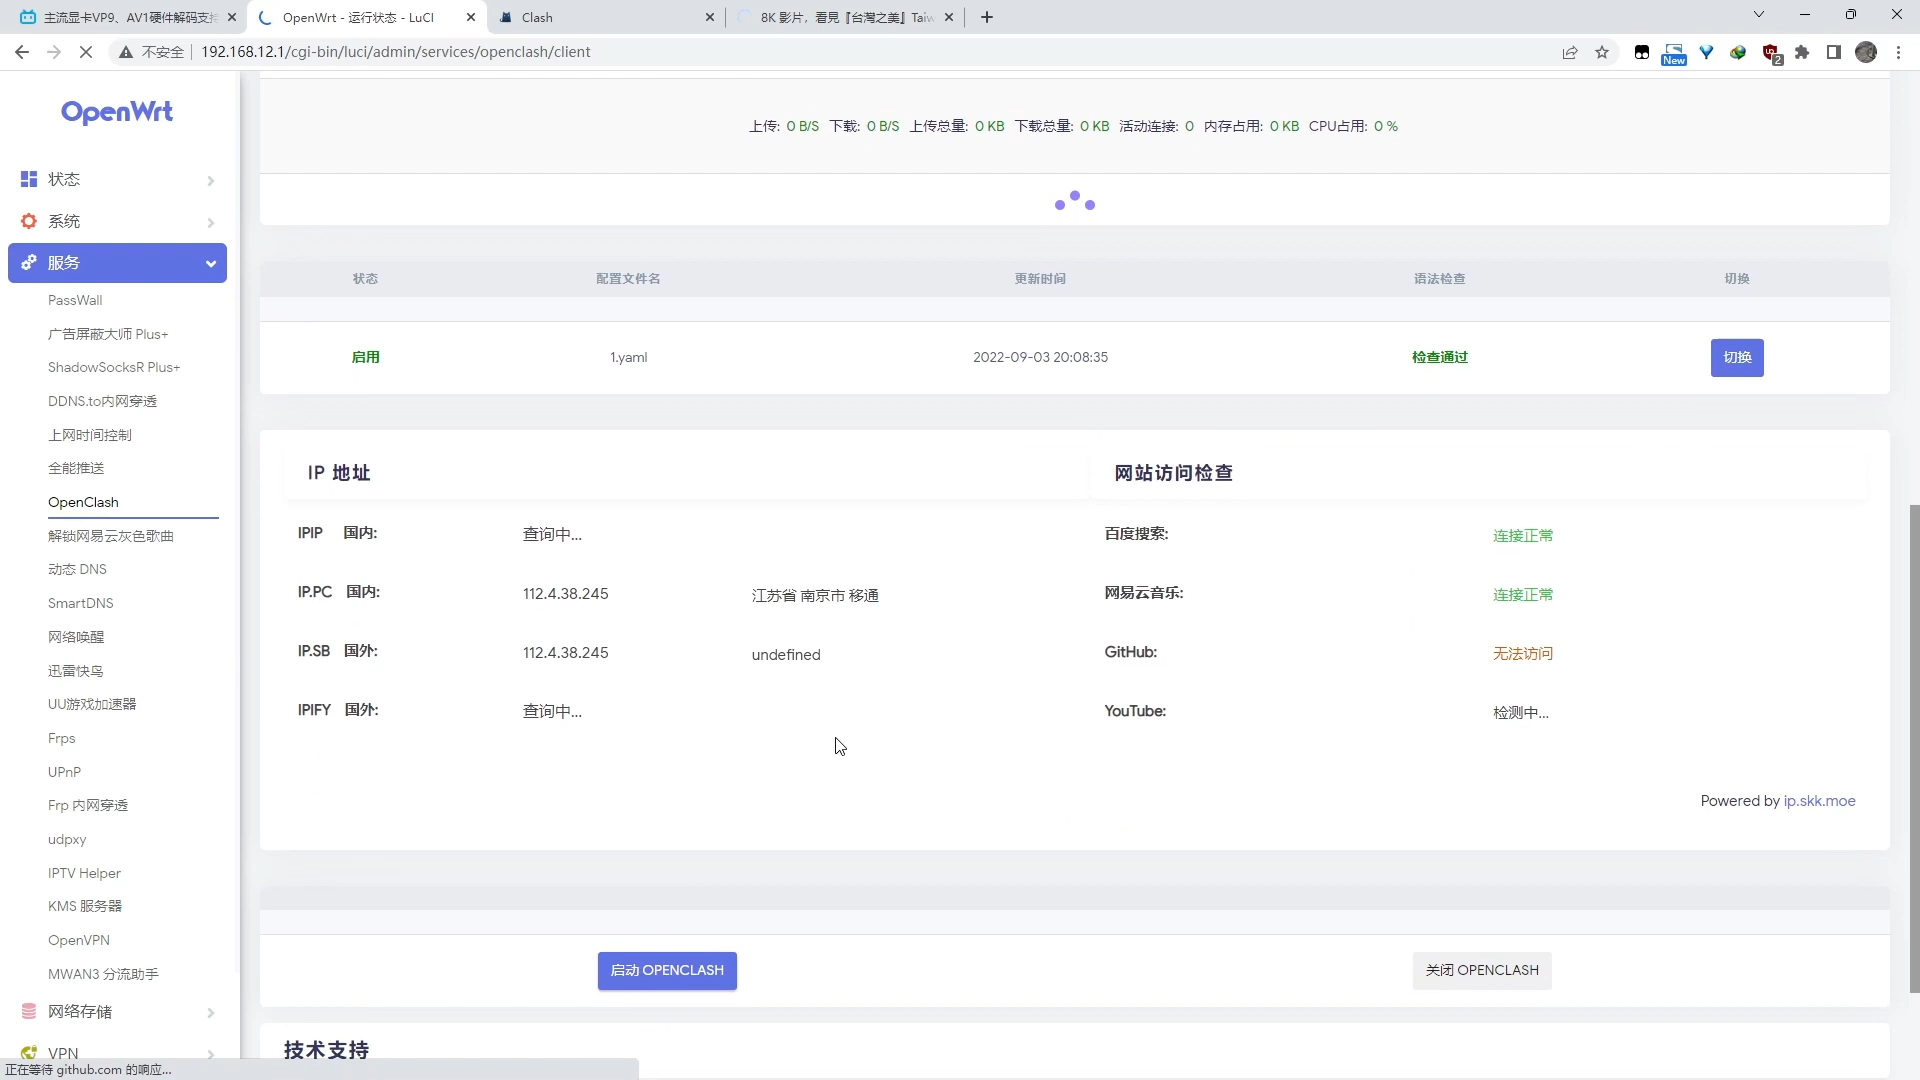 主流显卡VP9、AV1硬件解码支持
OpenWrt - 运行状态 - LuCI
Clash
8K 影片，看見『台灣之美』Taiw
不安全
192.168.12.1/cgi-bin/luci/admin/services/openclash/client
New
2
OpenWrt
状态
系统
服务
PassWall
广告屏蔽大师 Plus+
ShadowSocksR Plus+
DDNS.to内网穿透
上网时间控制
全能推送
OpenClash
解锁网易云灰色歌曲
动态 DNS
SmartDNS
网络唤醒
迅雷快鸟
UU游戏加速器
Frps
UPnP
Frp 内网穿透
udpxy
IPTV Helper
KMS 服务器
OpenVPN
MWAN3 分流助手
网络存储
VPN
上传: 0 B/S 下载: 0 B/S 上传总量: 0 KB 下载总量: 0 KB 活动连接: 0 内存占用: 0 KB CPU占用: 0 %
状态 配置文件名 更新时间 语法检查 切换
启用 1.yaml 2022-09-03 20:08:35 检查通过 切换
IP 地址
IPIP 国内: 查询中...
IP.PC 国内: 112.4.38.245 江苏省 南京市 移通
IP.SB 国外: 112.4.38.245 undefined
IPIFY 国外: 查询中...
网站访问检查
百度搜索: 连接正常
网易云音乐: 连接正常
GitHub: 无法访问
YouTube: 检测中...
Powered by ip.skk.moe
启动 OPENCLASH
关闭 OPENCLASH
技术支持
正在等待 github.com 的响应...